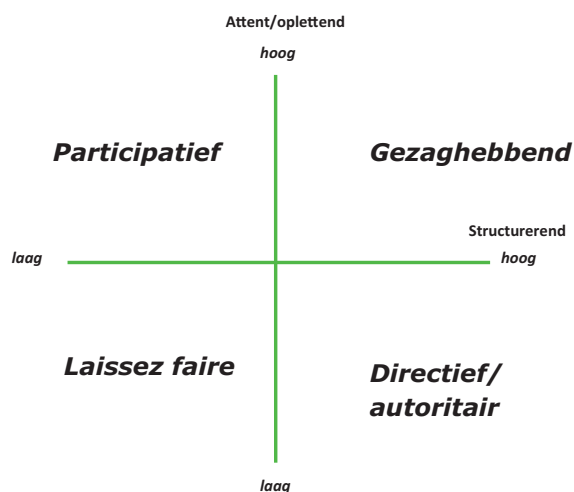 Attent/oplettend
hoog
Participatief
Gezaghebbend
Structurerend
laag
hoog
Laissez faire
Directief/
autoritair
laag